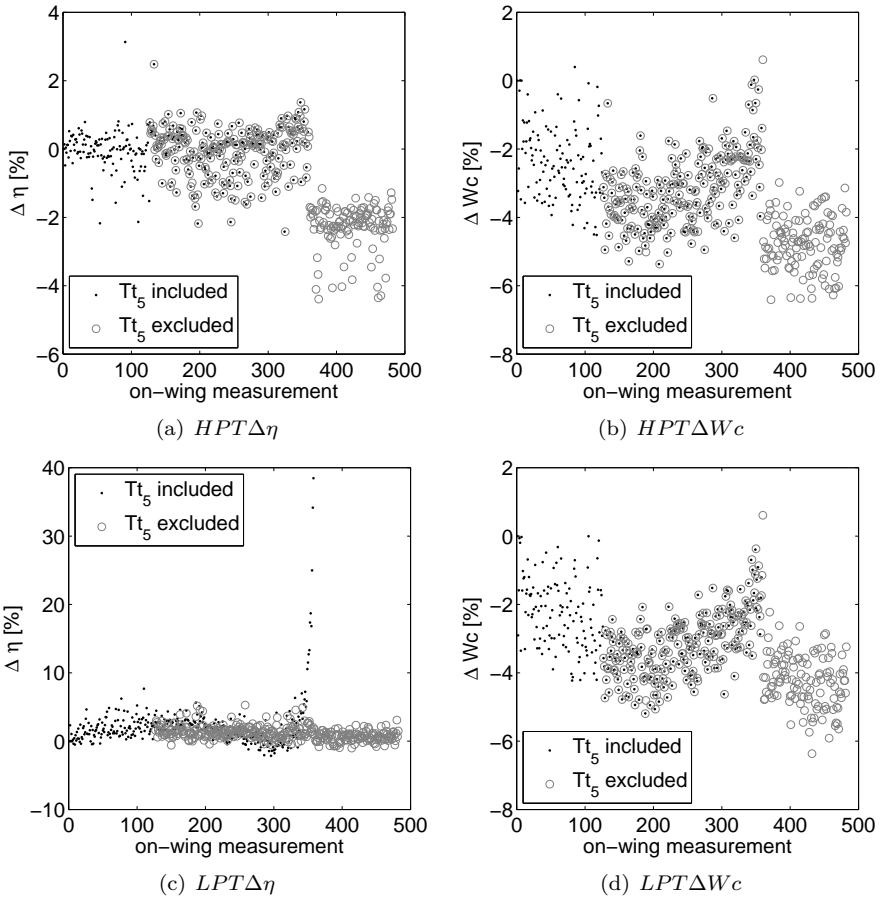 4
2
0
−2
−4
−6
Δ η [%]
Tt5 included
Tt5 excluded
0 100 200 300 400 500
on−wing measurement
(a) HPTΔη
2
0
−2
−4
−6
−8
Δ Wc [%]
Tt5 included
Tt5 excluded
0 100 200 300 400 500
on−wing measurement
(b) HPTΔWc
40
30
20
10
0
−10
Δ η [%]
Tt5 included
Tt5 excluded
0 100 200 300 400 500
on−wing measurement
(c) LPTΔη
2
0
−2
−4
−6
−8
Δ Wc [%]
Tt5 included
Tt5 excluded
0 100 200 300 400 500
on−wing measurement
(d) LPTΔWc